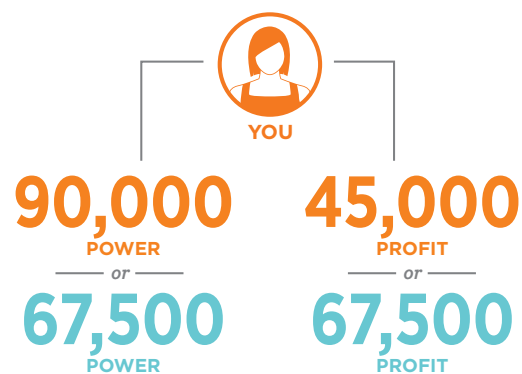 YOU
90,000 45,000
POWER PROFIT
or or
67,500 67,500
POWER PROFIT